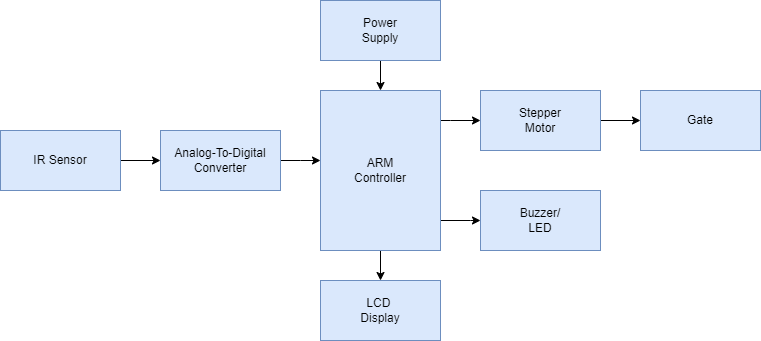 Power
Supply
IR Sensor
Analog-To-Digital
Converter
ARM
Controller
Stepper
Motor
Gate
Buzzer/
LED
LCD
Display